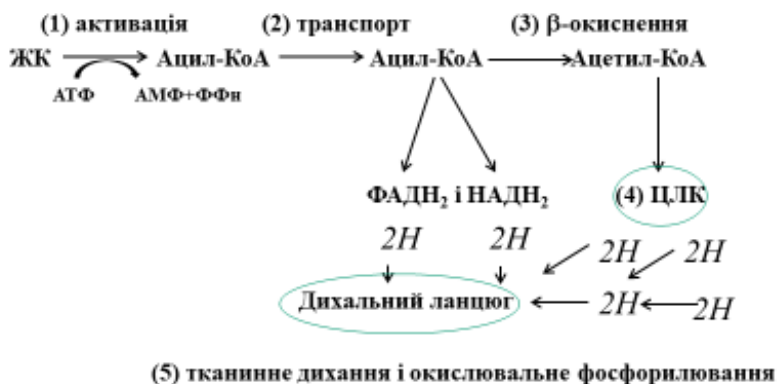 (1) активація (2) транспорт (3) β-окиснення
ЖК Ацил-КоА Ацил-КоА Ацетил-КоА
АТФ АМФ+ФФн
ФАДН₂ і НАДН₂ (4) ЦЛК
2H 2H 2H 2H
Дихальний ланцюг 2H 2H
(5) тканинне дихання і окислювальне фосфорилювання